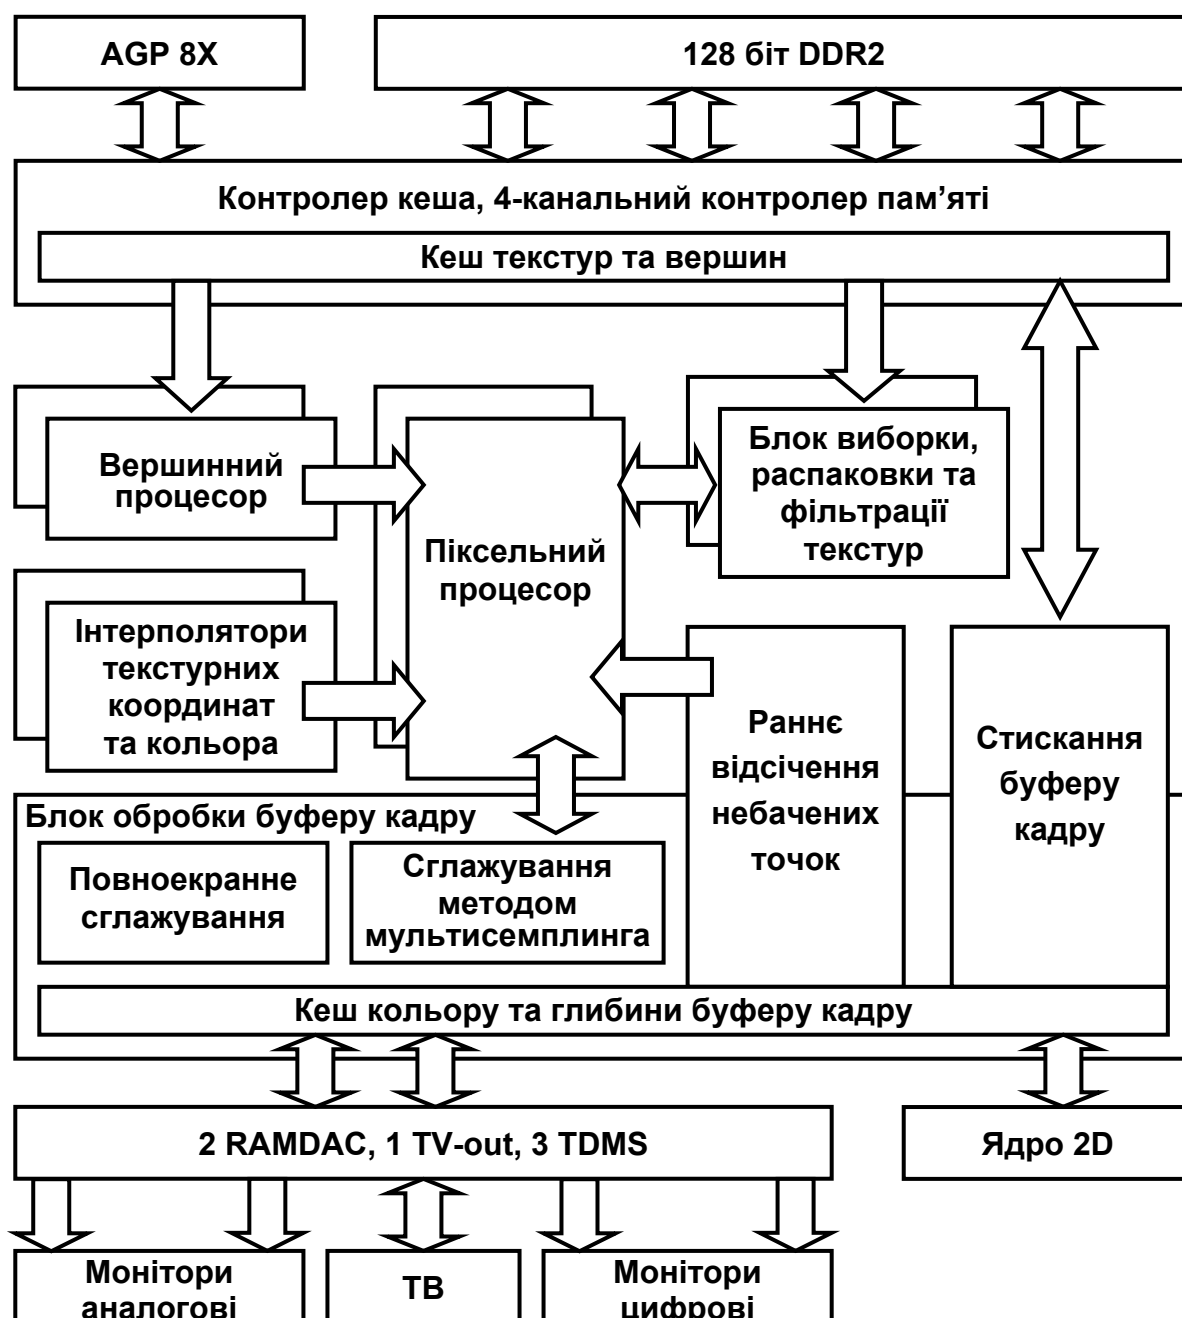 AGP 8X
128 біт DDR2
Контролер кеша, 4-канальний контролер пам’яті
Кеш текстур та вершин
Вершинний
процесор
Піксельний
процесор
Блок виборки,
распаковки та
фільтрації
текстур
Інтерполятори
текстурних
координат
та кольора
Раннє
відсічення
небачених
точок
Стискання
буферу
кадру
Блок обробки буферу кадру
Повноекранне
сглажування
Сглажування
методом
мультисемплинга
Кеш кольору та глибини буферу кадру
2 RAMDAC, 1 TV-out, 3 TDMS
Ядро 2D
Монітори
аналогові
ТВ
Монітори
цифрові